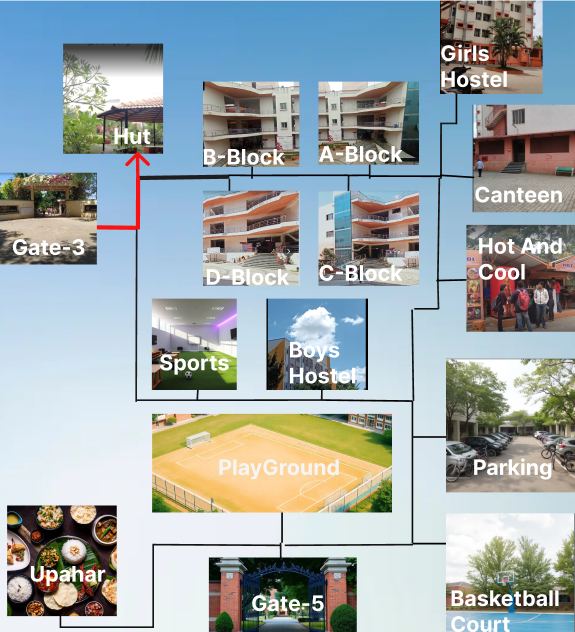 Girls
Hostel
Hut
B-Block
A-Block
Canteen
Gate-3
D-Block
C-Block
Hot And
Cool
Sports
Boys
Hostel
PlayGround
Parking
Upahar
Gate-5
Basketball
Court